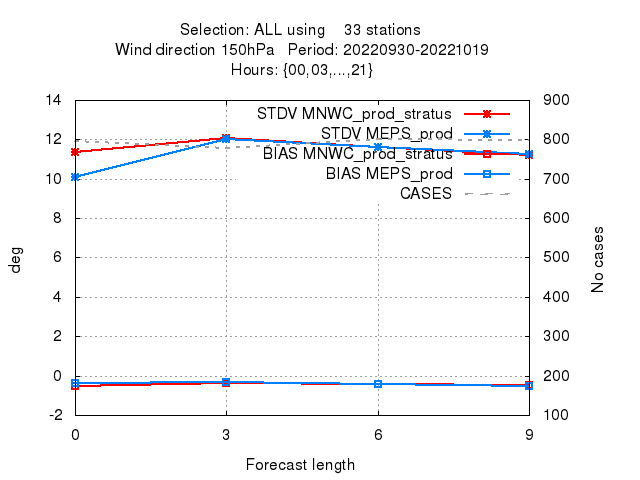 Selection: ALL using 33 stations
Wind direction 150hPa Period: 20220930-20221019
Hours: {00,03,...,21}
STDV MNWC_prod_stratus
STDV MEPS_prod
BIAS MNWC_prod_stratus
BIAS MEPS_prod
CASES
14
12
10
8
6
4
2
0
-2
deg
900
800
700
600
500
400
300
200
100
No cases
0 3 6 9
Forecast length